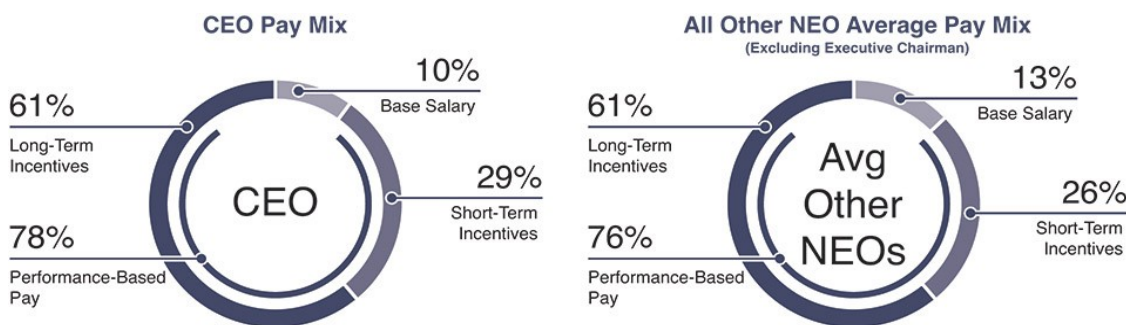 CEO Pay Mix
10%
Base Salary
61%
Long-Term
Incentives
CEO
29%
Short-Term
Incentives
78%
Performance-Based
Pay
All Other NEO Average Pay Mix
(Excluding Executive Chairman)
13%
Base Salary
61%
Long-Term
Incentives
Avg
Other
NEOs
26%
Short-Term
Incentives
76%
Performance-Based
Pay